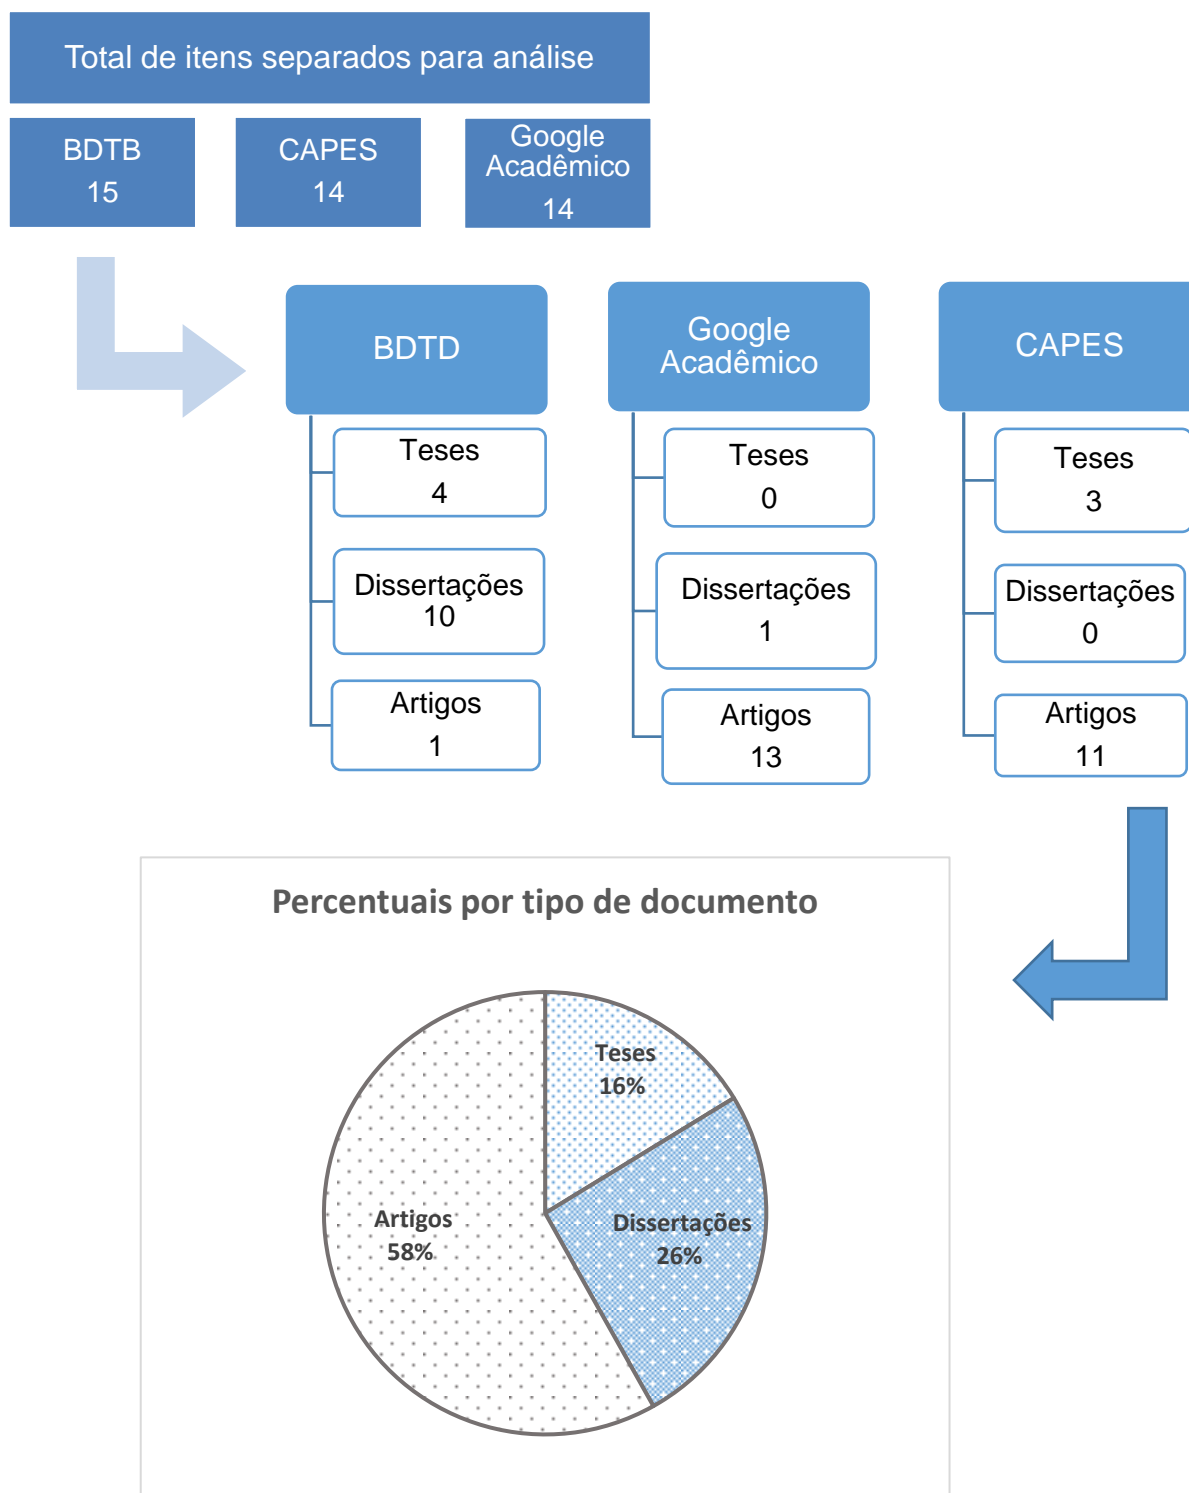 Total de itens separados para análise
BDTB
15
CAPES
14
Google
Acadêmico
14
BDTD
Teses
4
Dissertações
10
Artigos
1
Google
Acadêmico
Teses
0
Dissertações
1
Artigos
13
CAPES
Teses
3
Dissertações
0
Artigos
11
Percentuais por tipo de documento
Teses
16%
Dissertações
26%
Artigos
58%